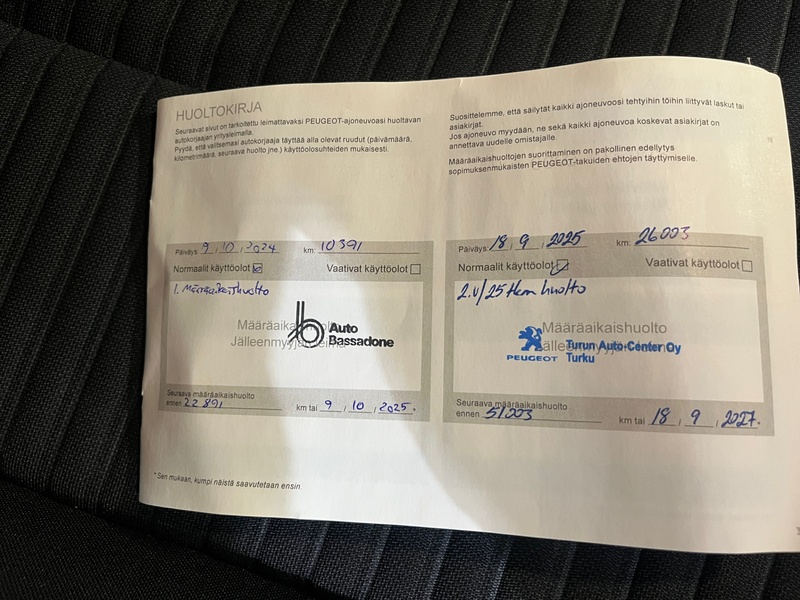 HUOLTOKIRJA
Seuraavat sivut on tarkoitettu leimattavaksi PEUGEOT-ajoneuvoasi huoltavan
autokorjaajan yritysleimalla.
Pyydä, että valitsemasi autokorjaaja täyttää alla olevat ruudut (päivämäärä,
kilometrimäärä, seuraava huolto jne.) käyttöolosuhteiden mukaisesti.
Päiväys: 9 / 10 / 2024 km: 10391
Normaalit käyttöolot Vaativat käyttöolot
1. Määräaikaishuolto
Määräaikaishuolto
Jälleenmyyjän leima
Auto
Bassadone
Seuraava määräaikaishuolto
ennen 22 891 km tai 9 / 10 / 2025.
* Sen mukaan, kumpi näistä saavutetaan ensin.
Suosittelemme, että säilytät kaikki ajoneuvoosi tehtyihin töihin liittyvät laskut tai
asiakirjat.
Jos ajoneuvo myydään, ne sekä kaikki ajoneuvoa koskevat asiakirjat on
annettava uudelle omistajalle.
Määräaikaishuoltojen suorittaminen on pakollinen edellytys
sopimuksenmukaisten PEUGEOT-takuiden ehtojen täyttymiselle.
Päiväys: 18 / 9 / 2025 km: 26003
Normaalit käyttöolot Vaativat käyttöolot
2.v/25tkm huolto
Määräaikaishuolto
PEUGEOT
Turun Auto-Center Oy
Turku
Seuraava määräaikaishuolto
ennen 51003 km tai 18 / 9 / 2027.